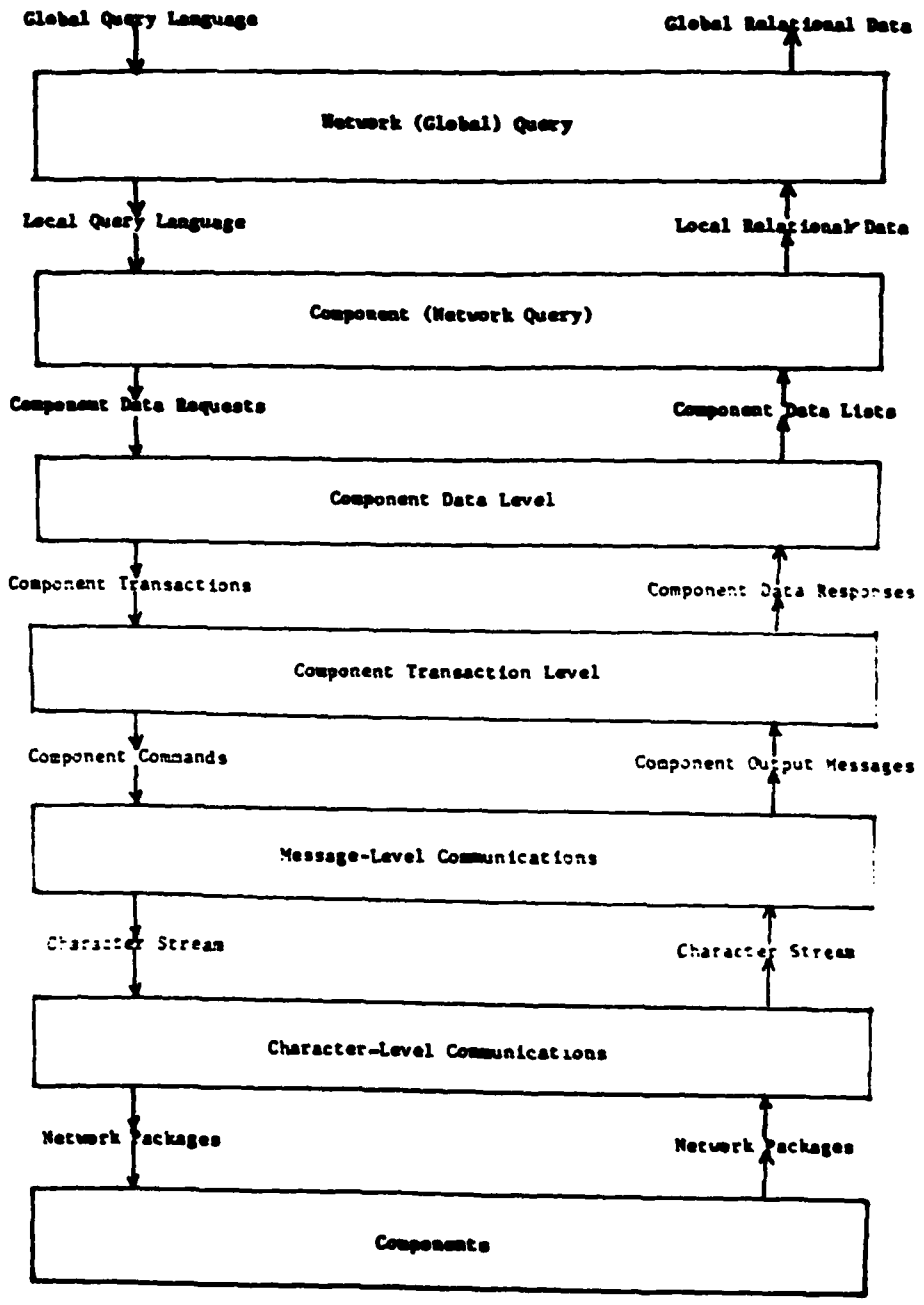 Global Query Language
Global Relational Data
Network (Global) Query
Local Query Language
Local Relational Data
Component (Network Query)
Component Data Requests
Component Data Lists
Component Data Level
Component Transactions
Component Data Responses
Component Transaction Level
Component Commands
Component Output Messages
Message-Level Communications
Character Stream
Character Stream
Character-Level Communications
Network Packages
Network Packages
Components